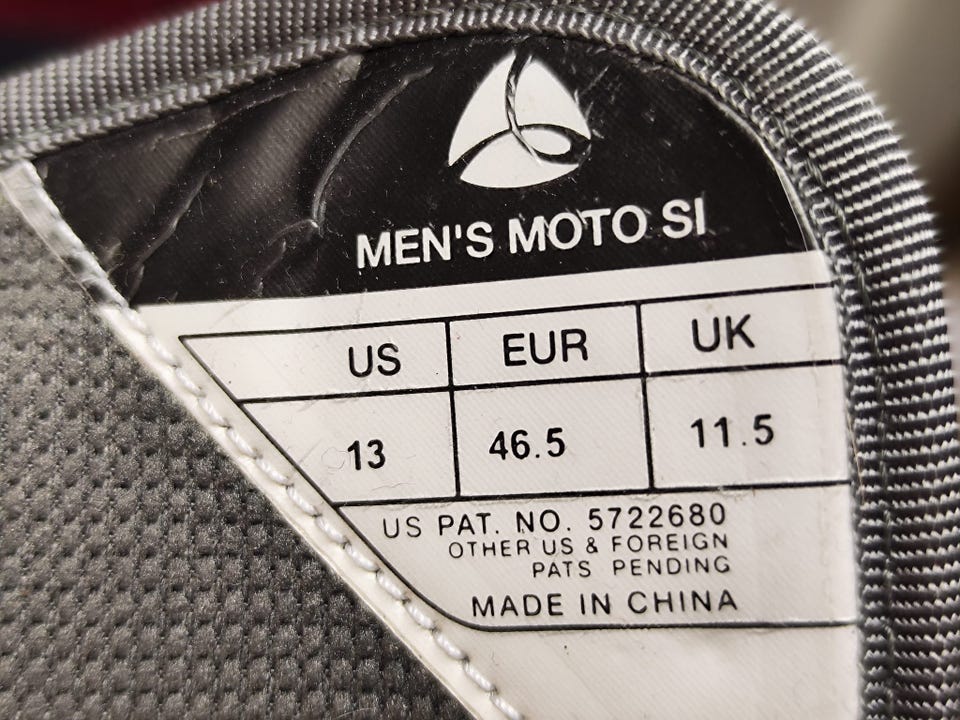 MEN'S MOTO SI
US EUR UK
13 46.5 11.5
US PAT. NO. 5722680
OTHER US & FOREIGN
PATS PENDING
MADE IN CHINA